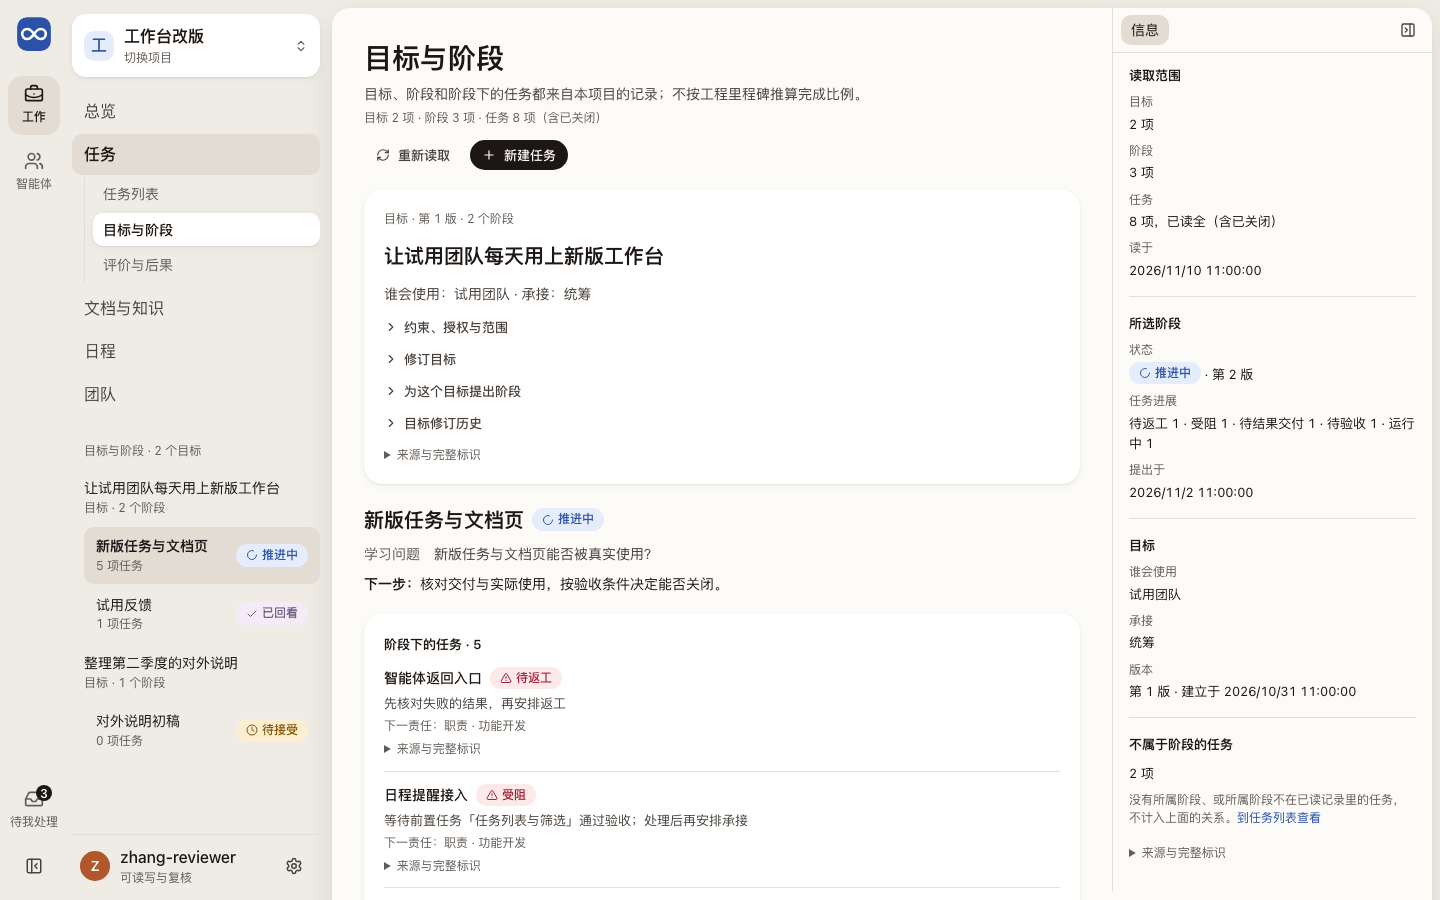 工作
智能体
3
待我处理
工
工作台改版
切换项目
总览
任务
任务列表
目标与阶段
评价与后果
文档与知识
日程
团队
目标与阶段 · 2 个目标
让试用团队每天用上新版工作台
目标 · 2 个阶段
新版任务与文档页
5 项任务
推进中
试用反馈
1 项任务
已回看
整理第二季度的对外说明
目标 · 1 个阶段
对外说明初稿
0 项任务
待接受
Z
zhang-reviewer
可读写与复核
目标与阶段
目标、阶段和阶段下的任务都来自本项目的记录；不按工程里程碑推算完成比例。
目标 2 项 · 阶段 3 项 · 任务 8 项（含已关闭）
重新读取
新建任务
目标 · 第 1 版 · 2 个阶段
让试用团队每天用上新版工作台
谁会使用：试用团队 · 承接：统筹
约束、授权与范围
修订目标
为这个目标提出阶段
目标修订历史
来源与完整标识
新版任务与文档页 推进中
学习问题 新版任务与文档页能否被真实使用?
下一步：核对交付与实际使用，按验收条件决定能否关闭。
阶段下的任务 · 5
智能体返回入口 待返工
先核对失败的结果，再安排返工
下一责任：职责 · 功能开发
来源与完整标识
日程提醒接入 受阻
等待前置任务「任务列表与筛选」通过验收；处理后再安排承接
下一责任：职责 · 功能开发
来源与完整标识
信息
读取范围
目标
2 项
阶段
3 项
任务
8 项，已读全（含已关闭）
读于
2026/11/10 11:00:00
所选阶段
状态
推进中 · 第 2 版
任务进展
待返工 1 · 受阻 1 · 待结果交付 1 · 待验收 1 · 运行
中 1
提出于
2026/11/2 11:00:00
目标
谁会使用
试用团队
承接
统筹
版本
第 1 版 · 建立于 2026/10/31 11:00:00
不属于阶段的任务
2 项
没有所属阶段、或所属阶段不在已读记录里的任务，
不计入上面的关系。到任务列表查看
来源与完整标识